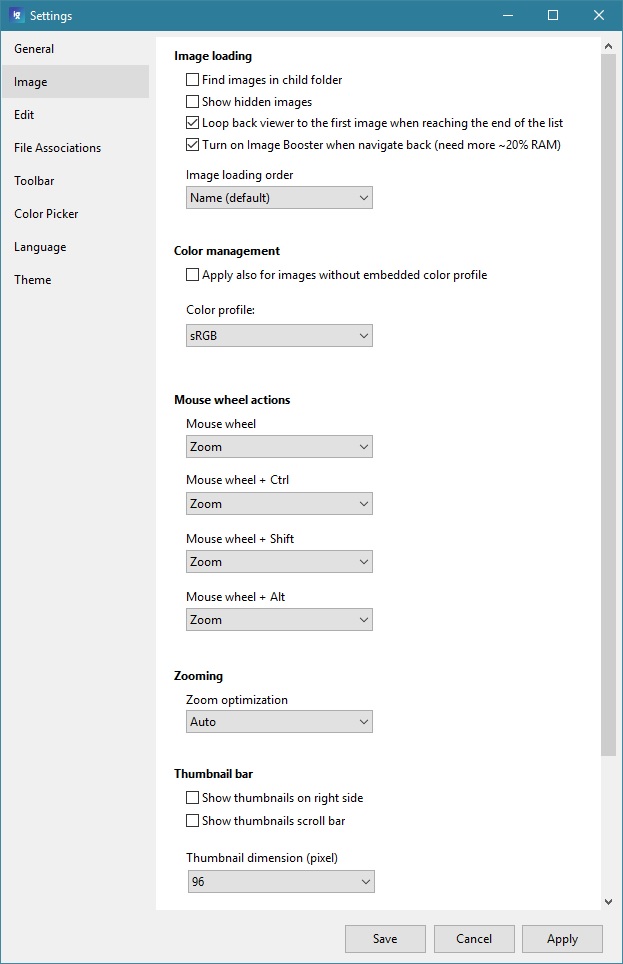 ig Settings
General
Image
Edit
File Associations
Toolbar
Color Picker
Language
Theme
Image loading
Find images in child folder
Show hidden images
Loop back viewer to the first image when reaching the end of the list
Turn on Image Booster when navigate back (need more ~20% RAM)
Image loading order
Name (default)
Color management
Apply also for images without embedded color profile
Color profile:
sRGB
Mouse wheel actions
Mouse wheel
Zoom
Mouse wheel + Ctrl
Zoom
Mouse wheel + Shift
Zoom
Mouse wheel + Alt
Zoom
Zooming
Zoom optimization
Auto
Thumbnail bar
Show thumbnails on right side
Show thumbnails scroll bar
Thumbnail dimension (pixel)
96
Save Cancel Apply